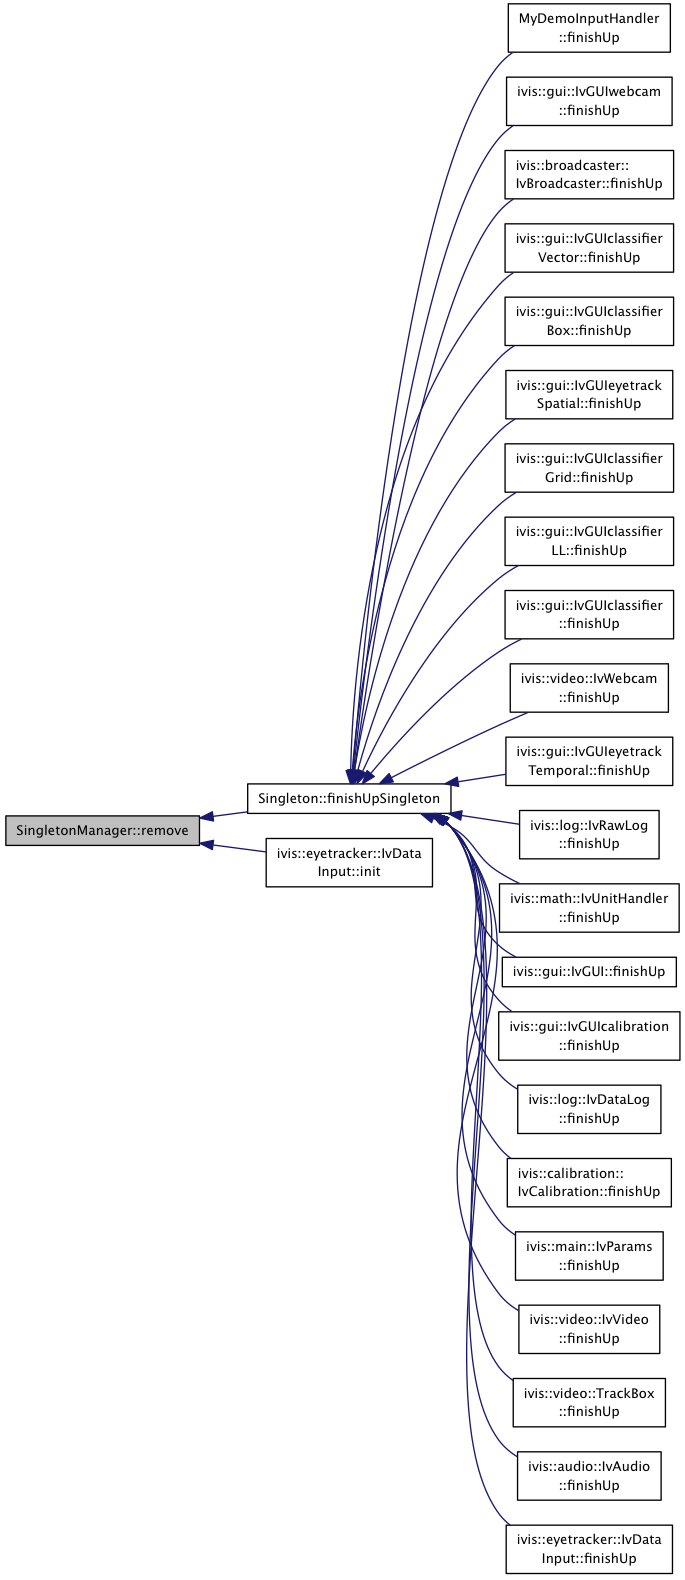 MyDemoInputHandler
::finishUp
ivis::gui::IvGUIwebcam
::finishUp
ivis::broadcaster::
IvBroadcaster::finishUp
ivis::gui::IvGUIclassifier
Vector::finishUp
ivis::gui::IvGUIclassifier
Box::finishUp
ivis::gui::IvGUIeyetrack
Spatial::finishUp
ivis::gui::IvGUIclassifier
Grid::finishUp
ivis::gui::IvGUIclassifier
LL::finishUp
ivis::gui::IvGUIclassifier
::finishUp
ivis::video::IvWebcam
::finishUp
ivis::gui::IvGUIeyetrack
Temporal::finishUp
Singleton::finishUpSingleton
SingletonManager::remove
ivis::eyetracker::IvData
Input::init
ivis::log::IvRawLog
::finishUp
ivis::math::IvUnitHandler
::finishUp
ivis::gui::IvGUI::finishUp
ivis::gui::IvGUIcalibration
::finishUp
ivis::log::IvDataLog
::finishUp
ivis::calibration::
IvCalibration::finishUp
ivis::main::IvParams
::finishUp
ivis::video::IvVideo
::finishUp
ivis::video::TrackBox
::finishUp
ivis::audio::IvAudio
::finishUp
ivis::eyetracker::IvData
Input::finishUp